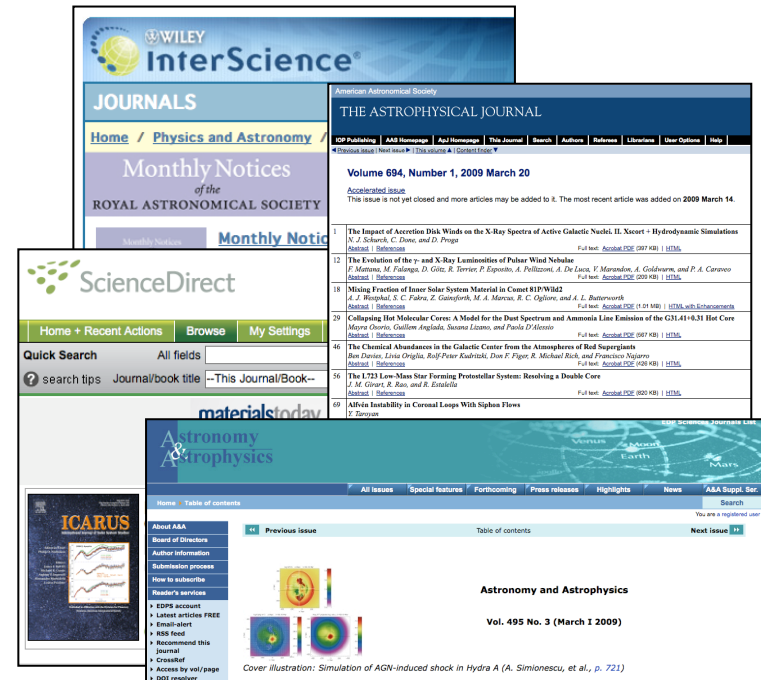 WILEY
InterScience®
JOURNALS
Home / Physics and Astronomy /
Monthly Notices
of the
ROYAL ASTRONOMICAL SOCIETY
Monthly Notices
Monthly Notic
American Astronomical Society
THE ASTROPHYSICAL JOURNAL
IOP Publishing | AAS Homepage | ApJ Homepage | This Journal | Search | Authors | Referees | Librarians | User Options | Help
Previous issue | Next issue | This volume | Content finder
Volume 694, Number 1, 2009 March 20
Accelerated issue
This issue is not yet closed and more articles may be added to it. The most recent article was added on 2009 March 14.
1 The Impact of Accretion Disk Winds on the X-Ray Spectra of Active Galactic Nuclei. II. Xscort + Hydrodynamic Simulations
N. J. Schurch, C. Done, and D. Proga
Abstract | References Full text: Acrobat PDF (397 KB) | HTML
12 The Evolution of the γ- and X-Ray Luminosities of Pulsar Wind Nebulae
F. Mattana, M. Falanga, D. Götz, R. Terrier, P. Esposito, A. Pellizzoni, A. De Luca, V. Marandon, A. Goldwurm, and P. A. Caraveo
Abstract | References Full text: Acrobat PDF (209 KB) | HTML
18 Mixing Fraction of Inner Solar System Material in Comet 81P/Wild2
A. J. Westphal, S. C. Fakra, Z. Gainsforth, M. A. Marcus, R. C. Ogliore, and A. L. Butterworth
Abstract | References Full text: Acrobat PDF (1.01 MB) | HTML with Enhancements
29 Collapsing Hot Molecular Cores: A Model for the Dust Spectrum and Ammonia Line Emission of the G31.41+0.31 Hot Core
Mayra Osorio, Guillem Anglada, Susana Lizano, and Paola D'Alessio
Abstract | References Full text: Acrobat PDF (567 KB) | HTML
46 The Chemical Abundances in the Galactic Center from the Atmospheres of Red Supergiants
Ben Davies, Livia Origlia, Rolf-Peter Kudritzki, Don F. Figer, R. Michael Rich, and Francisco Najarro
Abstract | References Full text: Acrobat PDF (426 KB) | HTML
56 The L723 Low-Mass Star Forming Protostellar System: Resolving a Double Core
J. M. Girart, R. Rao, and R. Estalella
Abstract | References Full text: Acrobat PDF (820 KB) | HTML
69 Alfvén Instability in Coronal Loops With Siphon Flows
Y. Taroyan
ScienceDirect
Home + Recent Actions Browse My Settings
Quick Search All fields
? search tips Journal/book title --This Journal/Book--
materialstoday
ICARUS
Astronomy
&
Astrophysics
EDP Sciences Journals List
Venus
Moon
Earth
Mars
All issues Special features Forthcoming Press releases Highlights News A&A Suppl. Ser.
Home Table of contents Search
You are a registered user
About A&A
Board of Directors
Author information
Submission process
How to subscribe
Reader's services
EDPS account
Latest articles FREE
Email-alert
RSS feed
Recommend this
journal
CrossRef
Access by vol/page
DOI resolver
Previous issue Table of contents Next issue
Astronomy and Astrophysics
Vol. 495 No. 3 (March I 2009)
Cover illustration: Simulation of AGN-induced shock in Hydra A (A. Simionescu, et al., p. 721)